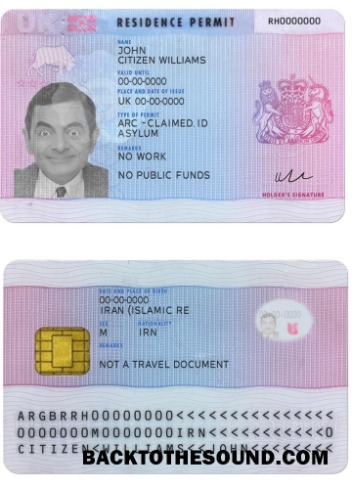 UK RESIDENCE PERMIT RH0000000
NAME
JOHN
CITIZEN WILLIAMS
VALID UNTIL
00-00-0000
PLACE AND DATE OF ISSUE
UK 00-00-0000
TYPE OF PERMIT
ARC -CLAIMED.ID
ASYLUM
REMARKS
NO WORK
NO PUBLIC FUNDS
HOLDER'S SIGNATURE
DATE AND PLACE OF BIRTH
00-00-0000
IRAN (ISLAMIC RE
SEX NATIONALITY
M IRN
REMARKS
NOT A TRAVEL DOCUMENT
ARGBRRH0000000<<<<<<<<<<<<<<<
0000000M0000000IRN<<<<<<<<<<<0
CITIZEN<WILLIAMS<<JOHN<<<<<<<<
BACKTOTHESOUND.COM